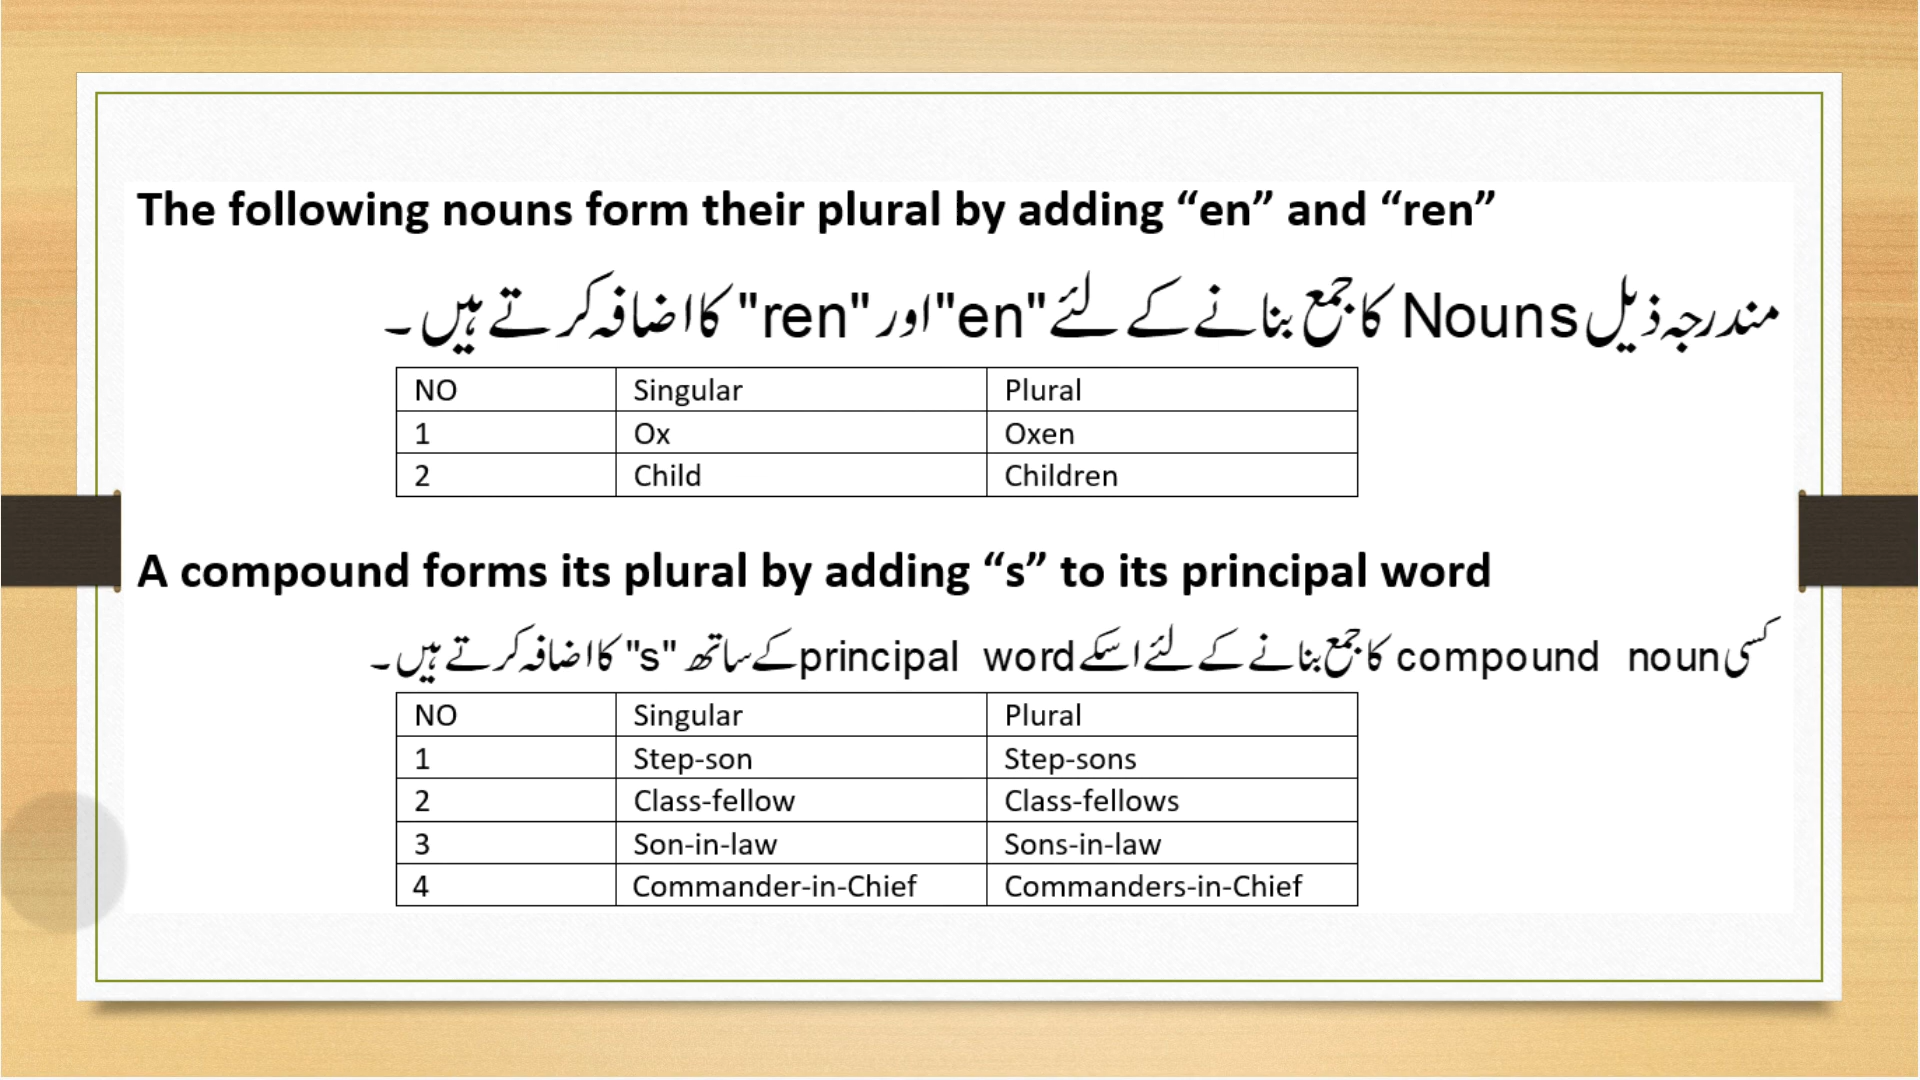 The following nouns form their plural by adding “en” and “ren”
مندرجہ ذیل Nouns کا جمع بنانے کے لئے "en" اور "ren" کا اضافہ کرتے ہیں۔
NO Singular Plural
1 Ox Oxen
2 Child Children
A compound forms its plural by adding “s” to its principal word
کسی compound noun کا جمع بنانے کے لئے اسکے principal word کے ساتھ "s" کا اضافہ کرتے ہیں۔
NO Singular Plural
1 Step-son Step-sons
2 Class-fellow Class-fellows
3 Son-in-law Sons-in-law
4 Commander-in-Chief Commanders-in-Chief